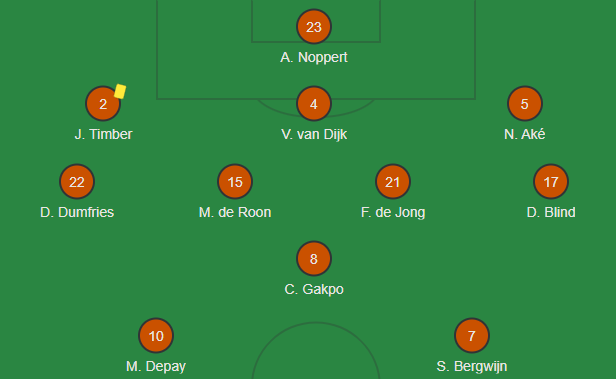 23
A. Noppert
2
4
5
J. Timber
V. van Dijk
N. Aké
22
15
21
17
D. Dumfries
M. de Roon
F. de Jong
D. Blind
8
C. Gakpo
10
7
M. Depay
S. Bergwijn